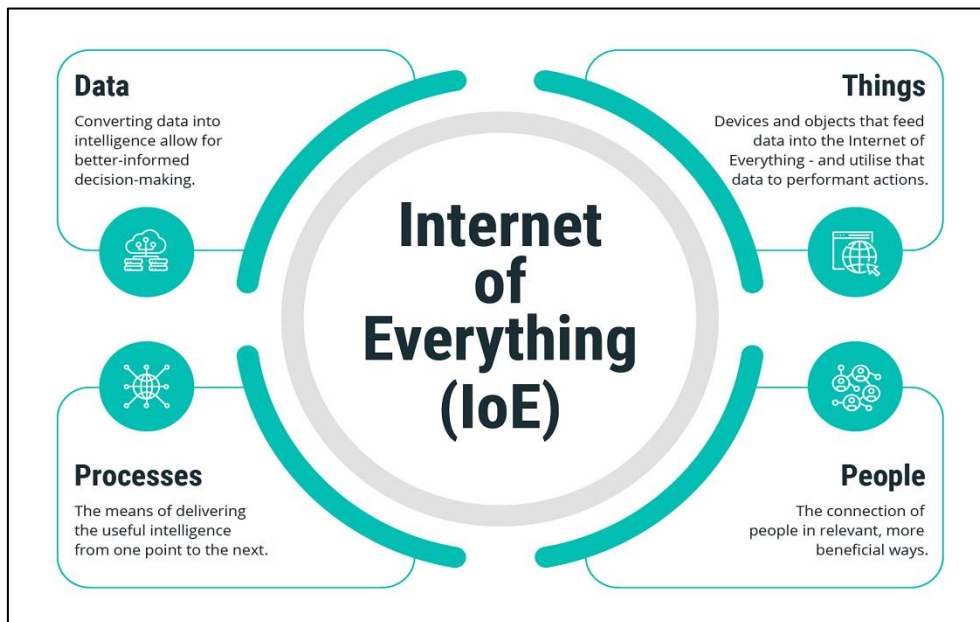 Data
Converting data into
intelligence allow for
better-informed
decision-making.
Things
Devices and objects that feed
data into the Internet of
Everything - and utilise that
data to performant actions.
Internet
of
Everything
(IoE)
Processes
The means of delivering
the useful intelligence
from one point to the next.
People
The connection of
people in relevant, more
beneficial ways.